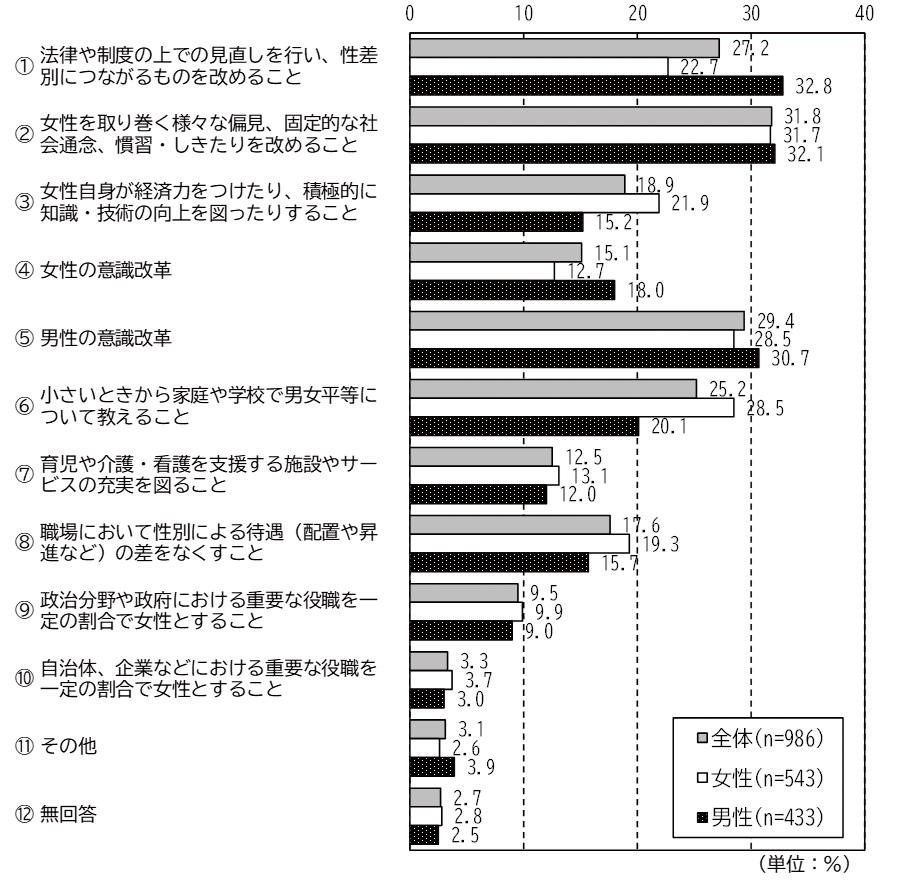 0 10 20 30 40
① 法律や制度の上での見直しを行い、性差
別につながるものを改めること
27.2
22.7
32.8
② 女性を取り巻く様々な偏見、固定的な社
会通念、慣習・しきたりを改めること
31.8
31.7
32.1
③ 女性自身が経済力をつけたり、積極的に
知識・技術の向上を図ったりすること
18.9
21.9
15.2
④ 女性の意識改革
15.1
12.7
18.0
⑤ 男性の意識改革
29.4
28.5
30.7
⑥ 小さいときから家庭や学校で男女平等に
ついて教えること
25.2
28.5
20.1
⑦ 育児や介護・看護を支援する施設やサー
ビスの充実を図ること
12.5
13.1
12.0
⑧ 職場において性別による待遇（配置や昇
進など）の差をなくすこと
17.6
19.3
15.7
⑨ 政治分野や政府における重要な役職を一
定の割合で女性とすること
9.5
9.9
9.0
⑩ 自治体、企業などにおける重要な役職を
一定の割合で女性とすること
3.3
3.7
3.0
⑪ その他
3.1
2.6
3.9
⑫ 無回答
2.7
2.8
2.5
全体(n=986)
女性(n=543)
男性(n=433)
（単位：％）